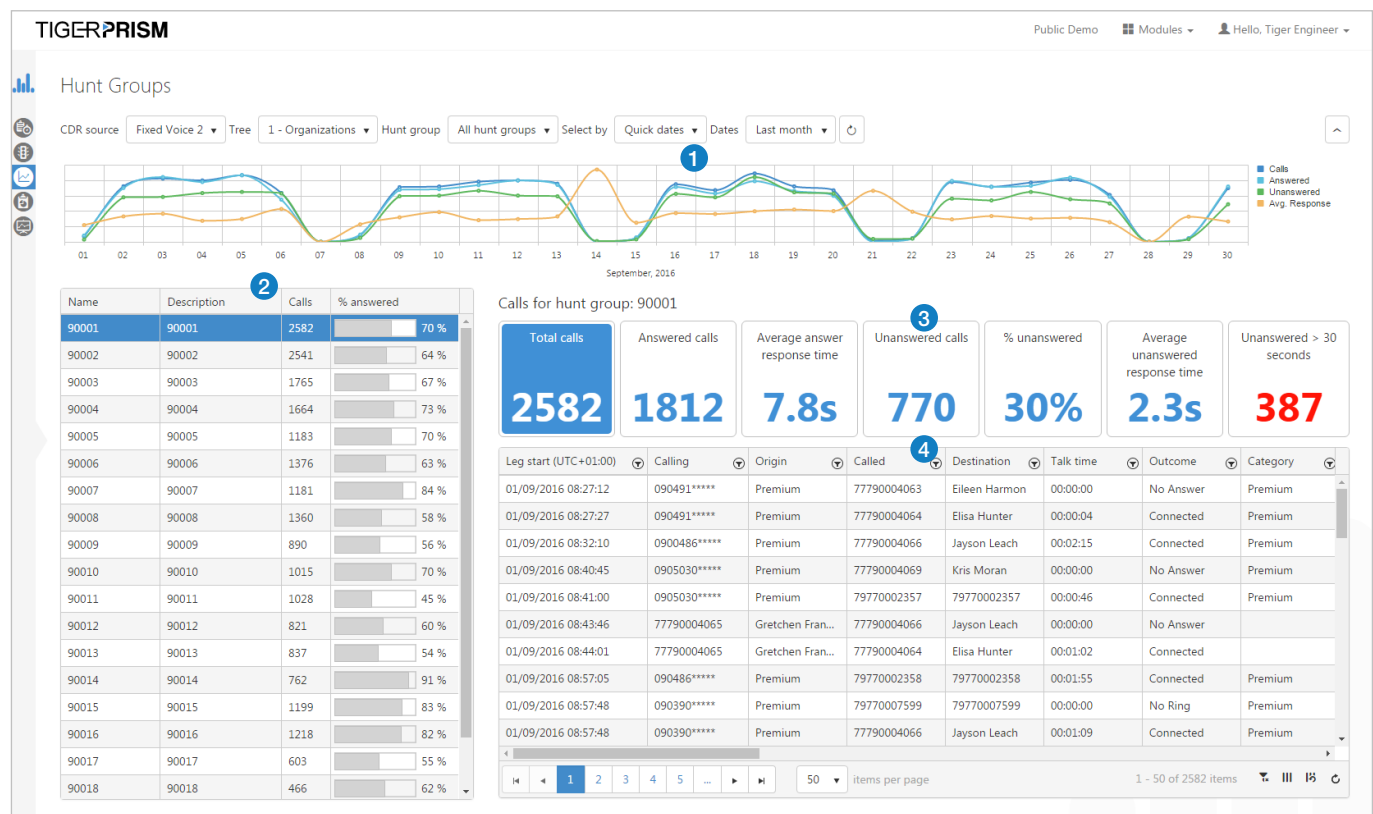 TIGER PRISM
Public Demo Modules Hello, Tiger Engineer
Hunt Groups
CDR source Fixed Voice 2 Tree 1 - Organizations Hunt group All hunt groups Select by Quick dates Dates Last month
1
Calls
Answered
Unanswered
Avg. Response
01 02 03 04 05 06 07 08 09 10 11 12 13 14 15 16 17 18 19 20 21 22 23 24 25 26 27 28 29 30
September, 2016
2
Name Description Calls % answered
90001 90001 2582 70 %
90002 90002 2541 64 %
90003 90003 1765 67 %
90004 90004 1664 73 %
90005 90005 1183 70 %
90006 90006 1376 63 %
90007 90007 1181 84 %
90008 90008 1360 58 %
90009 90009 890 56 %
90010 90010 1015 70 %
90011 90011 1028 45 %
90012 90012 821 60 %
90013 90013 837 54 %
90014 90014 762 91 %
90015 90015 1199 83 %
90016 90016 1218 82 %
90017 90017 603 55 %
90018 90018 466 62 %
Calls for hunt group: 90001
3
Total calls
2582
Answered calls
1812
Average answer
response time
7.8s
Unanswered calls
770
% unanswered
30%
Average
unanswered
response time
2.3s
Unanswered > 30
seconds
387
4
Leg start (UTC+01:00) Calling Origin Called Destination Talk time Outcome Category
01/09/2016 08:27:12 090491***** Premium 77790004063 Eileen Harmon 00:00:00 No Answer Premium
01/09/2016 08:27:27 090491***** Premium 77790004064 Elisa Hunter 00:00:04 Connected Premium
01/09/2016 08:32:10 0900486***** Premium 77790004066 Jayson Leach 00:02:15 Connected Premium
01/09/2016 08:40:45 0905030***** Premium 77790004069 Kris Moran 00:00:00 No Answer Premium
01/09/2016 08:41:00 0905030***** Premium 79770002357 79770002357 00:00:46 Connected Premium
01/09/2016 08:43:46 77790004065 Gretchen Fran... 77790004066 Jayson Leach 00:00:00 No Answer
01/09/2016 08:44:01 77790004065 Gretchen Fran... 77790004064 Elisa Hunter 00:01:02 Connected
01/09/2016 08:57:05 090486***** Premium 79770002358 79770002358 00:01:55 Connected Premium
01/09/2016 08:57:48 090390***** Premium 79770007599 79770007599 00:00:00 No Ring Premium
01/09/2016 08:57:48 090390***** Premium 77790004066 Jayson Leach 00:01:09 Connected Premium
1 2 3 4 5 ... 50 items per page 1 - 50 of 2582 items